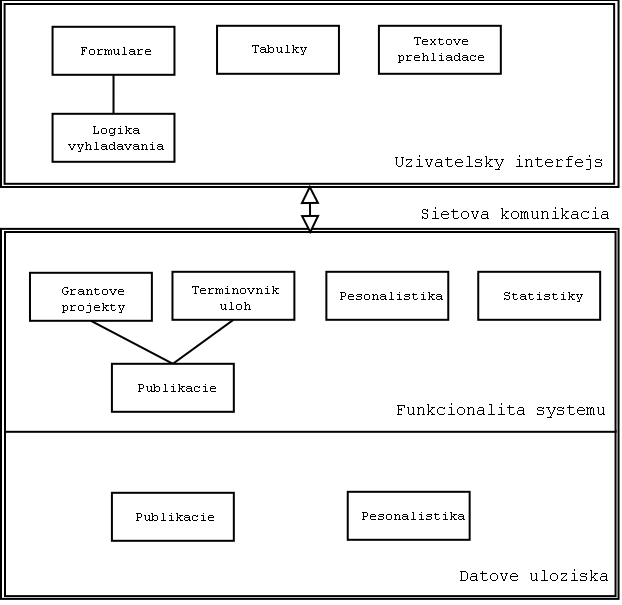 Formulare
Tabulky
Textove
prehliadace
Logika
vyhladavania
Uzivatelsky interfejs
Sietova komunikacia
Grantove
projekty
Terminovnik
uloh
Pesonalistika
Statistiky
Publikacie
Funkcionalita systemu
Publikacie
Pesonalistika
Datove uloziska